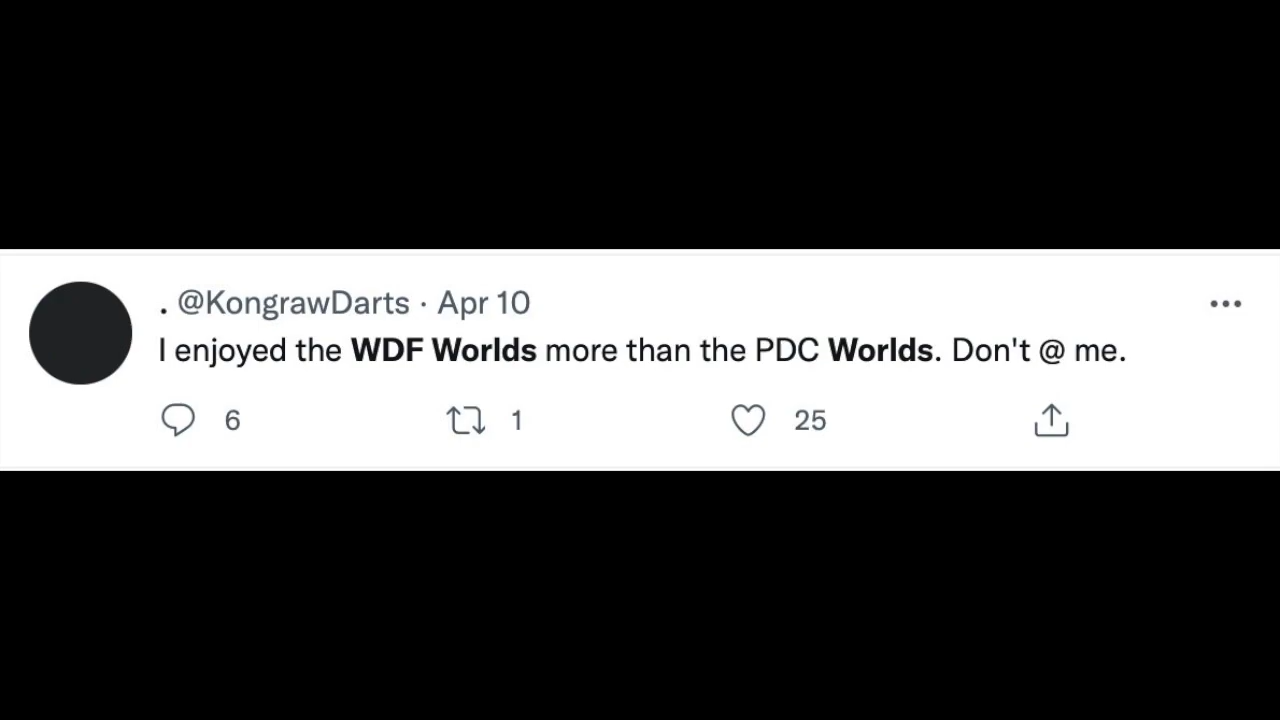 . @KongrawDarts · Apr 10
I enjoyed the WDF Worlds more than the PDC Worlds. Don't @ me.
6 1 25